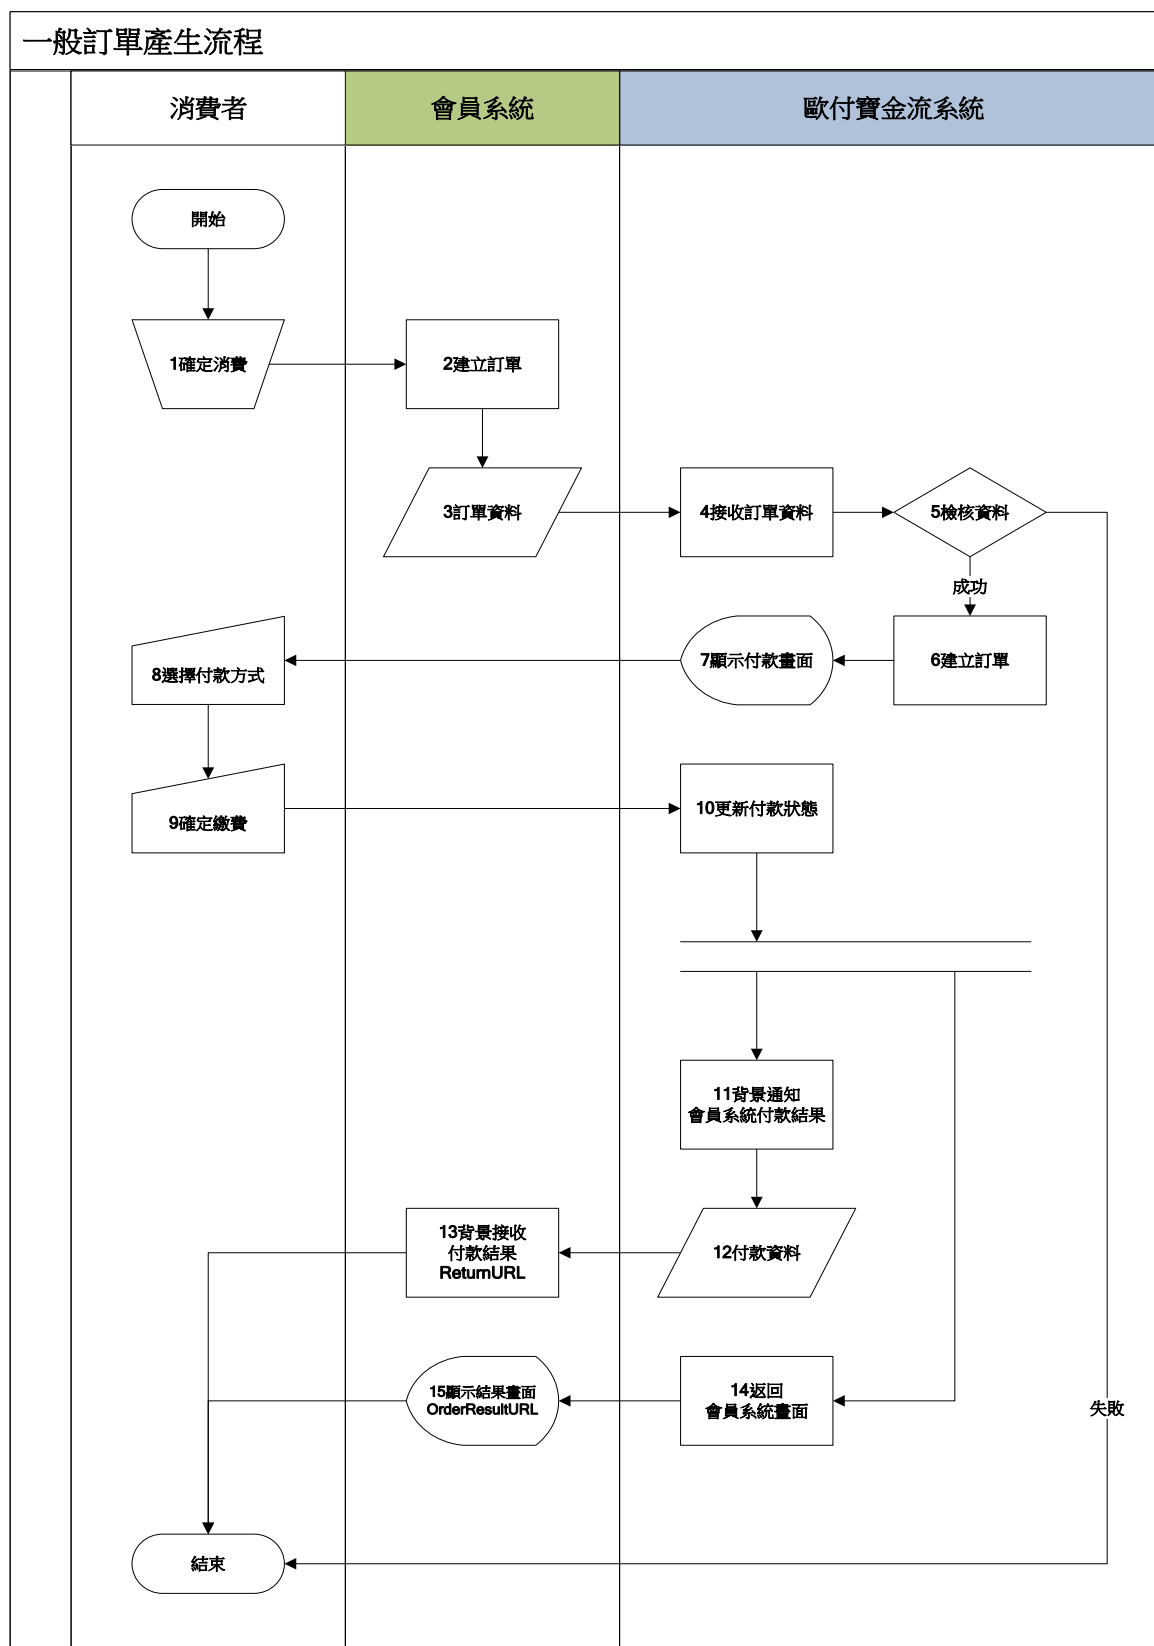 一般訂單產生流程
消費者
會員系統
歐付寶金流系統
開始
1確定消費
2建立訂單
3訂單資料
4接收訂單資料
5檢核資料
成功
6建立訂單
7顯示付款畫面
8選擇付款方式
9確定繳費
10更新付款狀態
11背景通知
會員系統付款結果
12付款資料
13背景接收
付款結果
ReturnURL
14返回
會員系統畫面
15顯示結果畫面
OrderResultURL
失敗
結束